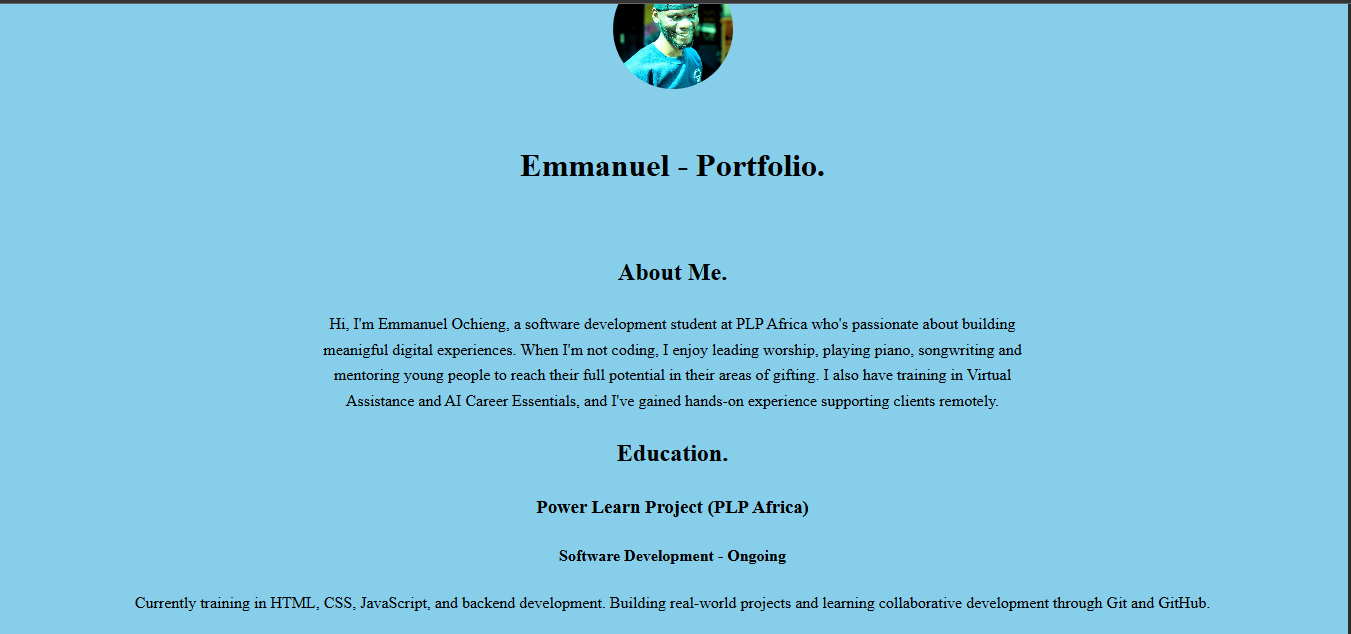 Emmanuel - Portfolio.
About Me.
Hi, I'm Emmanuel Ochieng, a software development student at PLP Africa who's passionate about building
meanigful digital experiences. When I'm not coding, I enjoy leading worship, playing piano, songwriting and
mentoring young people to reach their full potential in their areas of gifting. I also have training in Virtual
Assistance and AI Career Essentials, and I've gained hands-on experience supporting clients remotely.
Education.
Power Learn Project (PLP Africa)
Software Development - Ongoing
Currently training in HTML, CSS, JavaScript, and backend development. Building real-world projects and learning collaborative development through Git and GitHub.